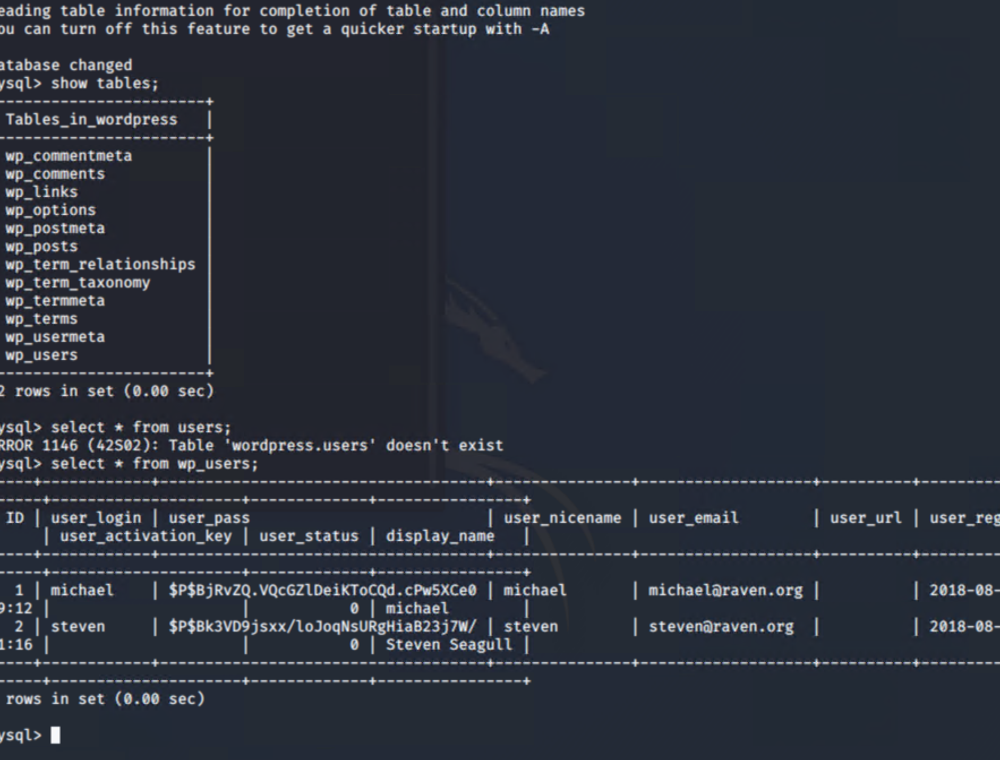 eading table information for completion of table and column names
ou can turn off this feature to get a quicker startup with -A
atabase changed
ysql> show tables;
-----------------------+
Tables_in_wordpress |
-----------------------+
wp_commentmeta |
wp_comments |
wp_links |
wp_options |
wp_postmeta |
wp_posts |
wp_term_relationships |
wp_term_taxonomy |
wp_termmeta |
wp_terms |
wp_usermeta |
wp_users |
-----------------------+
2 rows in set (0.00 sec)
ysql> select * from users;
RROR 1146 (42S02): Table 'wordpress.users' doesn't exist
ysql> select * from wp_users;
----+------------+------------------------------------+---------------+-------------------+----------+---------
-----+---------------------+-------------+----------------+
ID | user_login | user_pass | user_nicename | user_email | user_url | user_reg
| user_activation_key | user_status | display_name |
----+------------+------------------------------------+---------------+-------------------+----------+---------
-----+---------------------+-------------+----------------+
1 | michael | $P$BjRvZQ.VQcGZlDeiKToCQd.cPw5XCe0 | michael | michael@raven.org | | 2018-08-
9:12 | | 0 | michael |
2 | steven | $P$Bk3VD9jsxx/loJoqNsURgHiaB23j7W/ | steven | steven@raven.org | | 2018-08-
1:16 | | 0 | Steven Seagull |
----+------------+------------------------------------+---------------+-------------------+----------+---------
-----+---------------------+-------------+----------------+
rows in set (0.00 sec)
ysql>